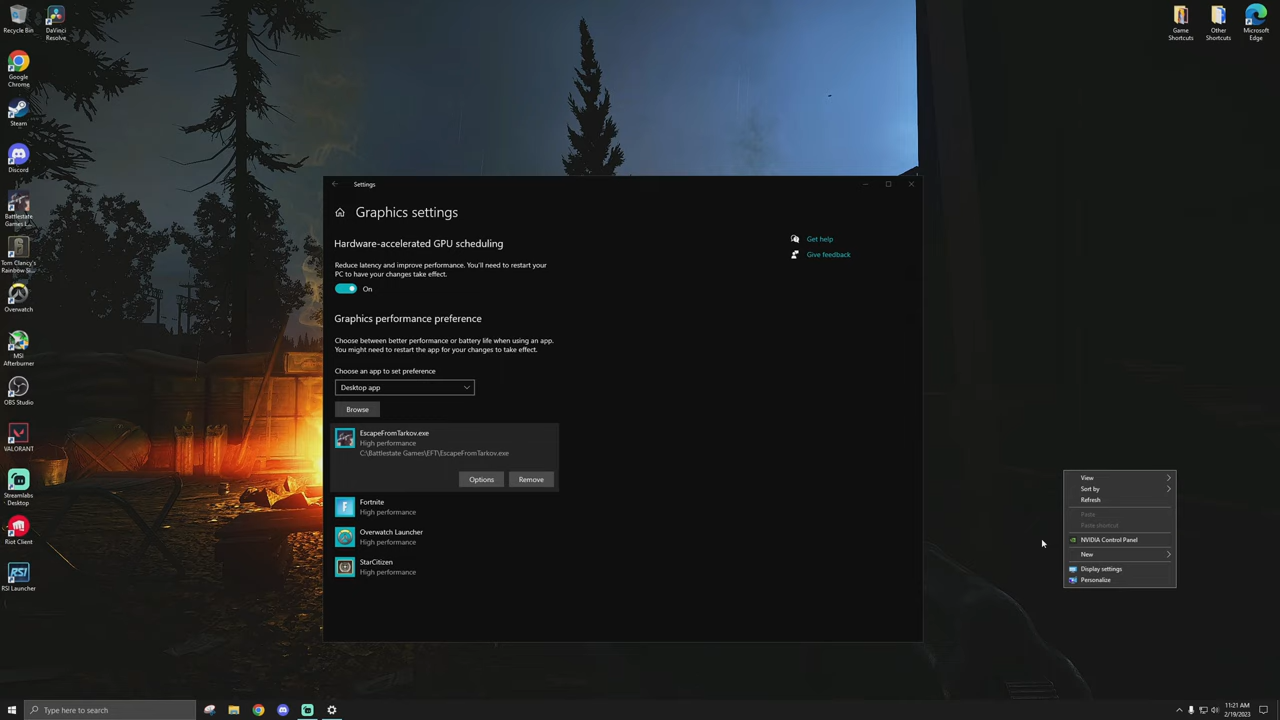 Recycle Bin
DaVinci
Resolve
Google
Chrome
Steam
Discord
Battlestate
Games L...
Tom Clancy's
Rainbow Si...
Overwatch
MSI
Afterburner
OBS Studio
VALORANT
Streamlabs
Desktop
Riot Client
RSI
RSI Launcher
Game
Shortcuts
Other
Shortcuts
Microsoft
Edge
Settings
Graphics settings
Hardware-accelerated GPU scheduling
Reduce latency and improve performance. You'll need to restart your
PC to have your changes take effect.
On
Graphics performance preference
Choose between better performance or battery life when using an app.
You might need to restart the app for your changes to take effect.
Choose an app to set preference
Desktop app
Browse
EscapeFromTarkov.exe
High performance
C:\Battlestate Games\EFT\EscapeFromTarkov.exe
Options
Remove
F
Fortnite
High performance
Overwatch Launcher
High performance
StarCitizen
High performance
Get help
Give feedback
View
Sort by
Refresh
Paste
Paste shortcut
NVIDIA Control Panel
New
Display settings
Personalize
Type here to search
11:21 AM
2/19/2023